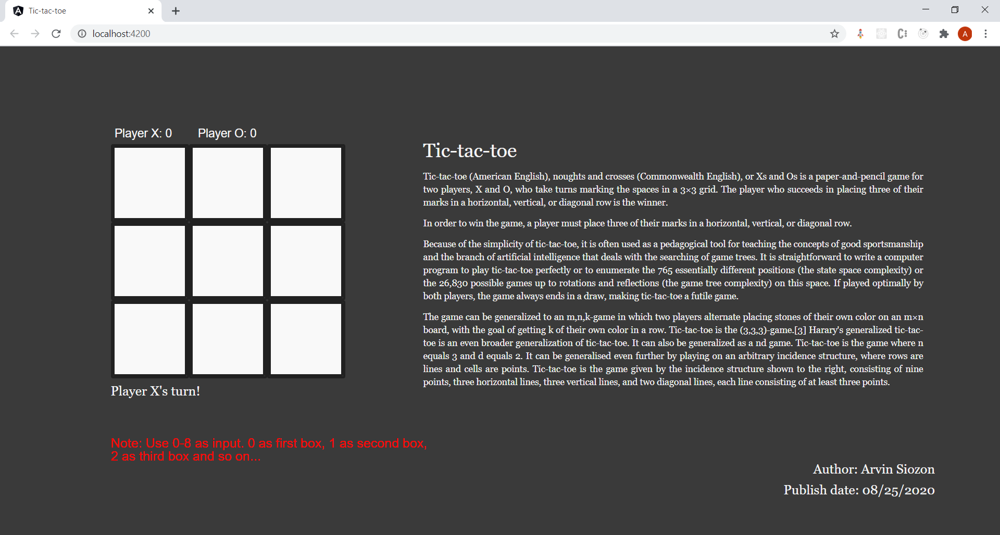 Tic-tac-toe
localhost:4200
A
Player X: 0 Player O: 0
Tic-tac-toe
Tic-tac-toe (American English), noughts and crosses (Commonwealth English), or Xs and Os is a paper-and-pencil game for
two players, X and O, who take turns marking the spaces in a 3×3 grid. The player who succeeds in placing three of their
marks in a horizontal, vertical, or diagonal row is the winner.
In order to win the game, a player must place three of their marks in a horizontal, vertical, or diagonal row.
Because of the simplicity of tic-tac-toe, it is often used as a pedagogical tool for teaching the concepts of good sportsmanship
and the branch of artificial intelligence that deals with the searching of game trees. It is straightforward to write a computer
program to play tic-tac-toe perfectly or to enumerate the 765 essentially different positions (the state space complexity) or
the 26,830 possible games up to rotations and reflections (the game tree complexity) on this space. If played optimally by
both players, the game always ends in a draw, making tic-tac-toe a futile game.
The game can be generalized to an m,n,k-game in which two players alternate placing stones of their own color on an m×n
board, with the goal of getting k of their own color in a row. Tic-tac-toe is the (3,3,3)-game.[3] Harary's generalized tic-tac-
toe is an even broader generalization of tic-tac-toe. It can also be generalized as a nd game. Tic-tac-toe is the game where n
equals 3 and d equals 2. It can be generalised even further by playing on an arbitrary incidence structure, where rows are
lines and cells are points. Tic-tac-toe is the game given by the incidence structure shown to the right, consisting of nine
points, three horizontal lines, three vertical lines, and two diagonal lines, each line consisting of at least three points.
Player X's turn!
Note: Use 0-8 as input. 0 as first box, 1 as second box,
2 as third box and so on...
Author: Arvin Siozon
Publish date: 08/25/2020